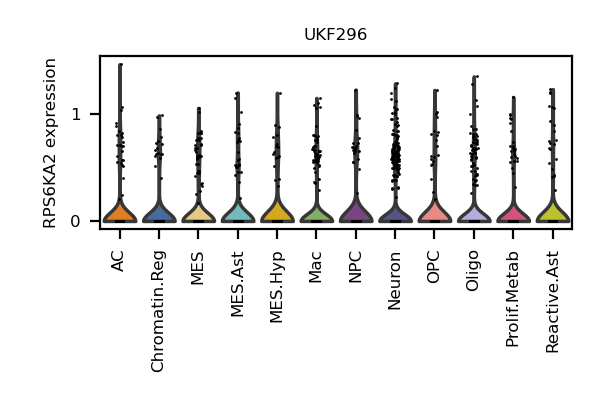 UKF296
RPS6KA2 expression
1
0
AC
Chromatin.Reg
MES
MES.Ast
MES.Hyp
Mac
NPC
Neuron
OPC
Oligo
Prolif.Metab
Reactive.Ast